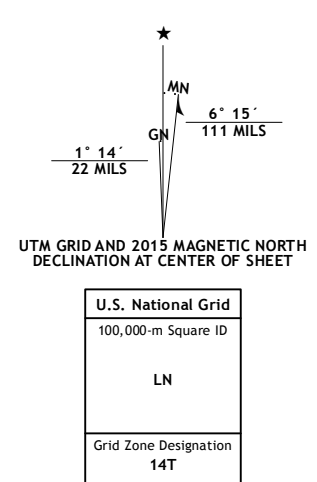 ★
MN
6° 15´
111 MILS
GN
1° 14´
22 MILS
UTM GRID AND 2015 MAGNETIC NORTH
DECLINATION AT CENTER OF SHEET
U.S. National Grid
100,000-m Square ID
LN
Grid Zone Designation
14T